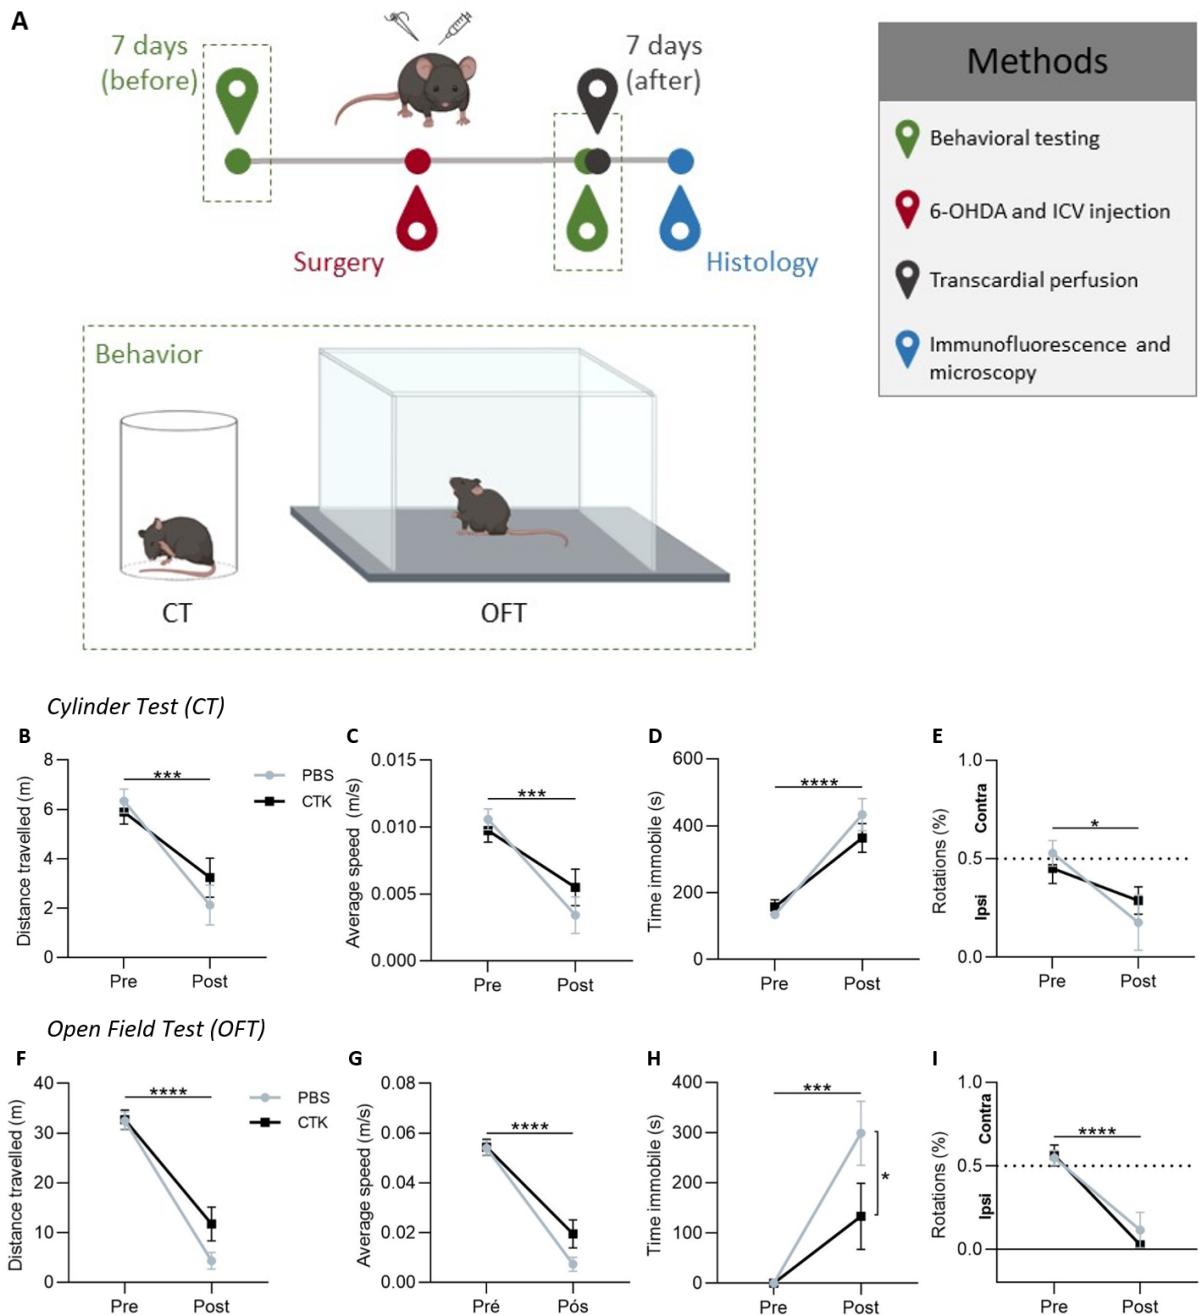 A
7 days
(before)
7 days
(after)
Surgery
Histology
Methods
Behavioral testing
6-OHDA and ICV injection
Transcardial perfusion
Immunofluorescence and
microscopy
Behavior
CT
OFT
Cylinder Test (CT)
B
Distance travelled (m)
8
6
4
2
0
***
Pre
Post
PBS
CTK
C
Average speed (m/s)
0.015
0.010
0.005
0.000
***
Pre
Post
D
Time immobile (s)
600
400
200
0
****
Pre
Post
E
Rotations (%)
Ipsi
Contra
1.0
0.5
0.0
*
Pre
Post
Open Field Test (OFT)
F
Distance travelled (m)
40
30
20
10
0
****
Pre
Post
PBS
CTK
G
Average speed (m/s)
0.08
0.06
0.04
0.02
0.00
****
Pré
Pós
H
Time immobile (s)
400
300
200
100
0
***
*
Pre
Post
I
Rotations (%)
Ipsi
Contra
1.0
0.5
0.0
****
Pre
Post